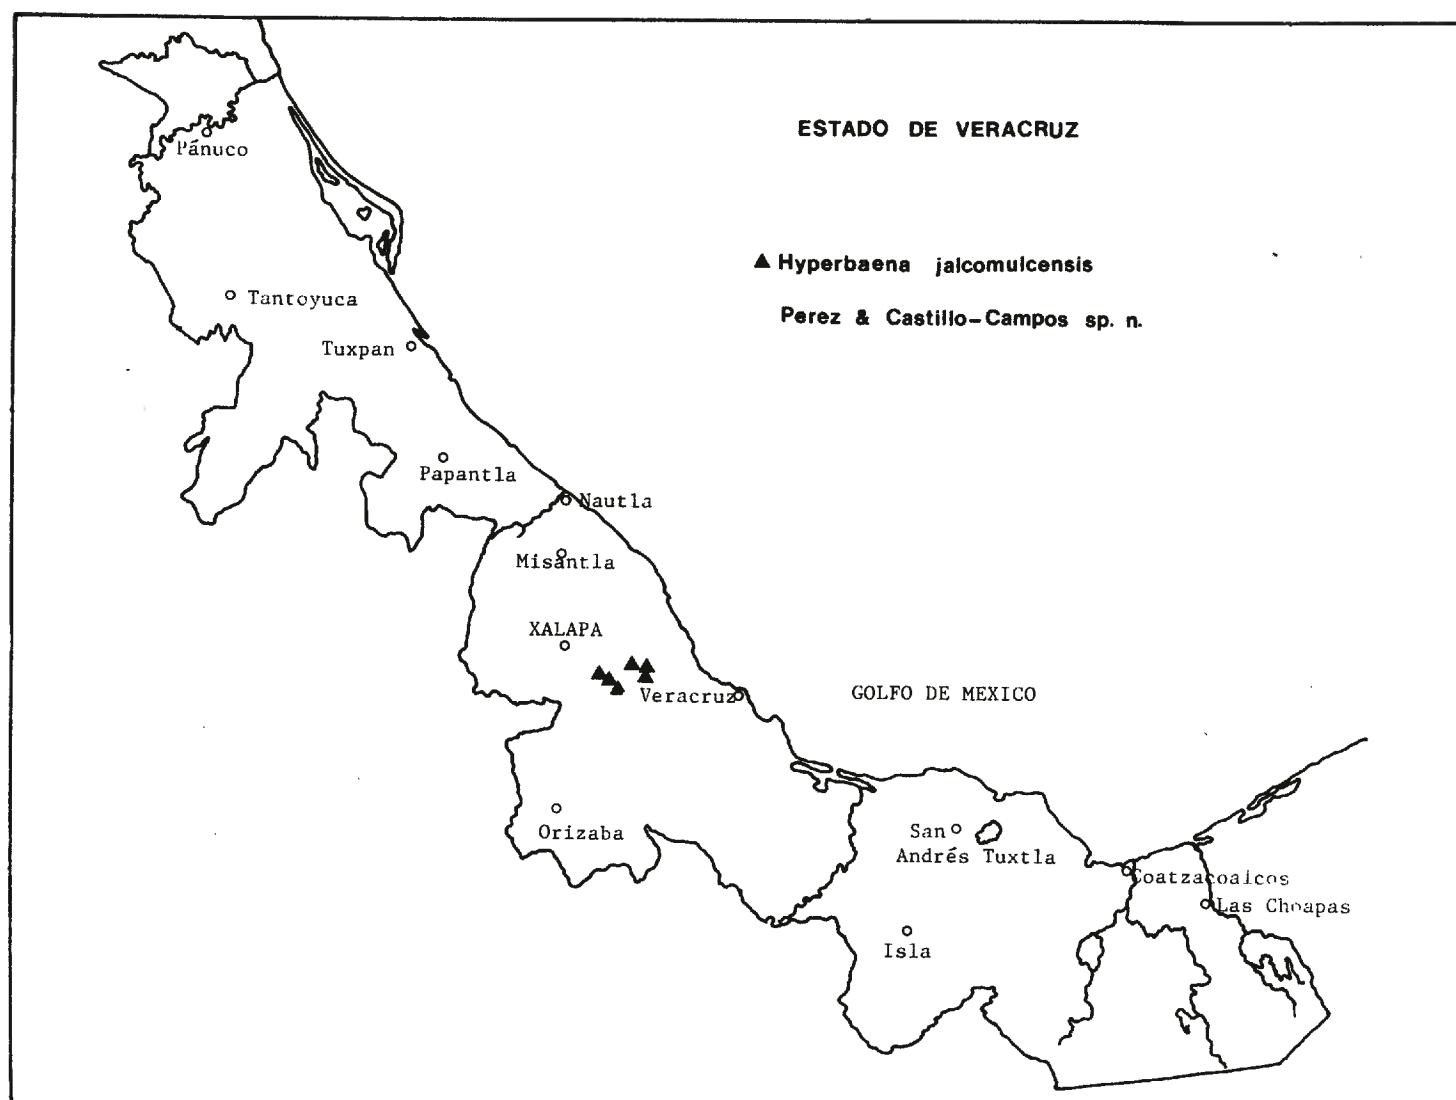 ESTADO DE VERACRUZ
Pánuco
▲ Hyperbaena jalcomulcensis
Perez & Castillo-Campos sp. n.
Tantoyuca
Tuxpan
Papantla
Nautla
Misantla
XALAPA
Veracruz
GOLFO DE MEXICO
Orizaba
San
Andrés Tuxtla
Coatzacoalcos
Las Choapas
Isla